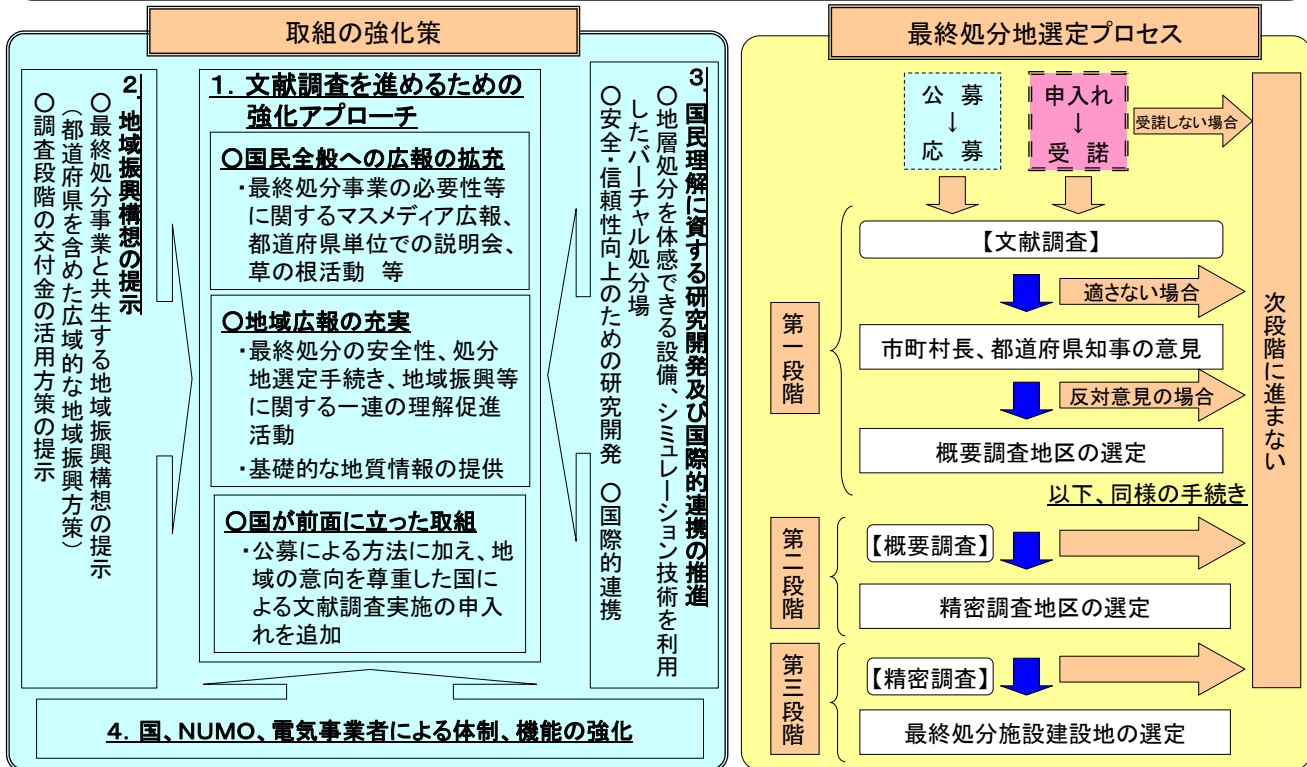 取組の強化策
2. 地域振興構想の提示
○最終処分事業と共生する地域振興構想の提示
（都道府県を含めた広域的な地域振興方策）
○調査段階の交付金の活用方策の提示
1. 文献調査を進めるための
強化アプローチ
○国民全般への広報の拡充
・最終処分事業の必要性等
に関するマスメディア広報、
都道府県単位での説明会、
草の根活動 等
○地域広報の充実
・最終処分の安全性、処分
地選定手続き、地域振興等
に関する一連の理解促進
活動
・基礎的な地質情報の提供
○国が前面に立った取組
・公募による方法に加え、地
域の意向を尊重した国に
よる文献調査実施の申入
れを追加
3. 国民理解に資する研究開発及び国際的連携の推進
○地層処分を体感できる設備、シミュレーション技術を利用
したバーチャル処分場
○安全・信頼性向上のための研究開発 ○国際的連携
4. 国、NUMO、電気事業者による体制、機能の強化
最終処分地選定プロセス
公 募
↓
応 募
申入れ
↓
受 諾
受諾しない場合
第一段階
【文献調査】
適さない場合
市町村長、都道府県知事の意見
反対意見の場合
概要調査地区の選定
以下、同様の手続き
第二段階
【概要調査】
精密調査地区の選定
第三段階
【精密調査】
最終処分施設建設地の選定
次段階に進まない